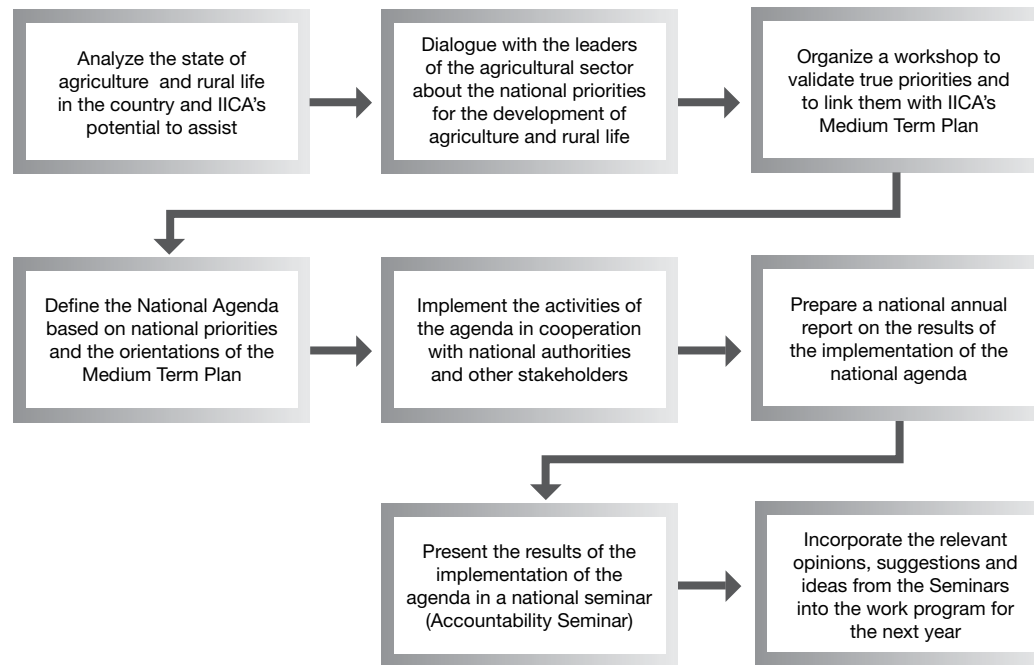 Analyze the state of
agriculture and rural life
in the country and IICA's
potential to assist
Dialogue with the leaders
of the agricultural sector
about the national priorities
for the development of
agriculture and rural life
Organize a workshop to
validate true priorities and
to link them with IICA's
Medium Term Plan
Define the National Agenda
based on national priorities
and the orientations of the
Medium Term Plan
Implement the activities of
the agenda in cooperation
with national authorities
and other stakeholders
Prepare a national annual
report on the results of
the implementation of the
national agenda
Present the results of the
implementation of the
agenda in a national seminar
(Accountability Seminar)
Incorporate the relevant
opinions, suggestions and
ideas from the Seminars
into the work program for
the next year